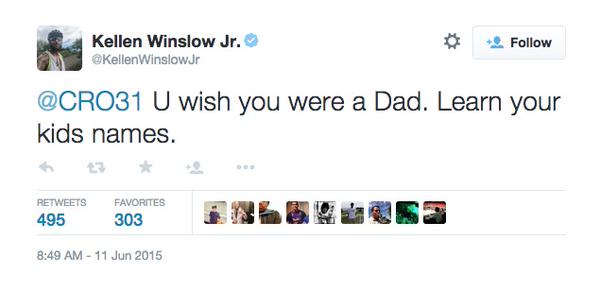 Kellen Winslow Jr.
@KellenWinslowJr
Follow
@CRO31 U wish you were a Dad. Learn your
kids names.
RETWEETS FAVORITES
495 303
8:49 AM - 11 Jun 2015